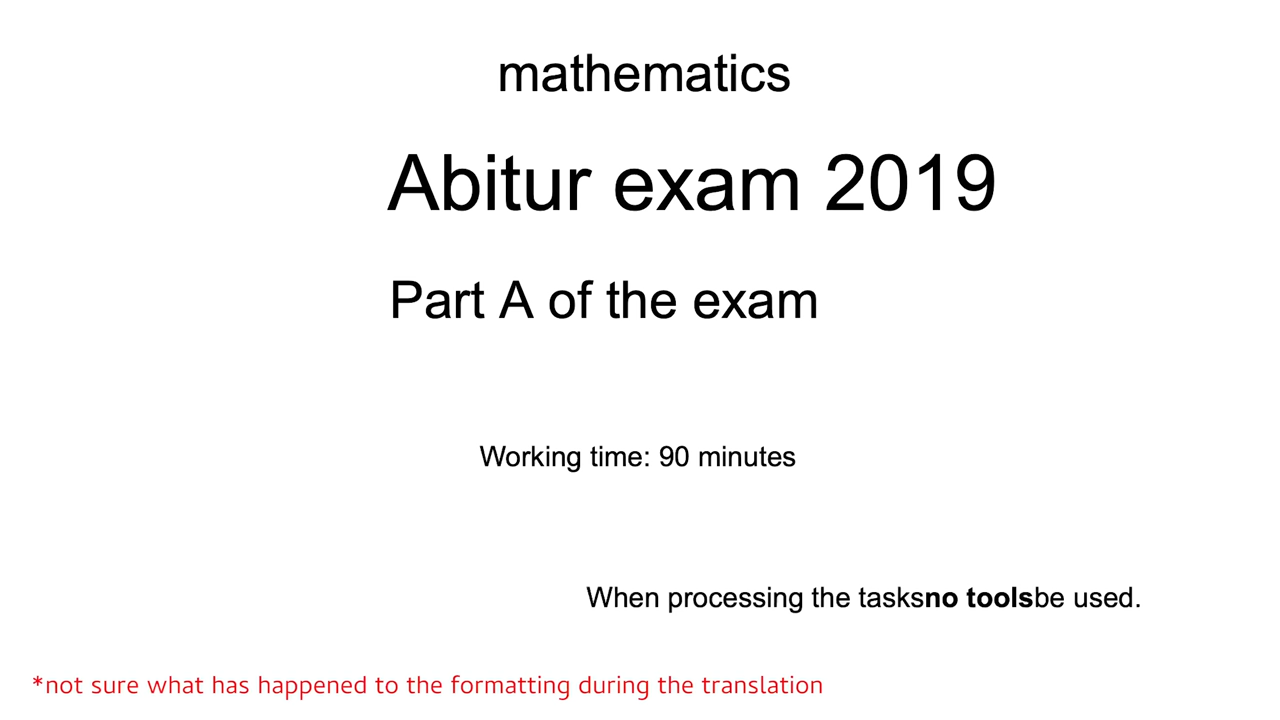 mathematics
Abitur exam 2019
Part A of the exam
Working time: 90 minutes
When processing the tasksno toolsbe used.
*not sure what has happened to the formatting during the translation